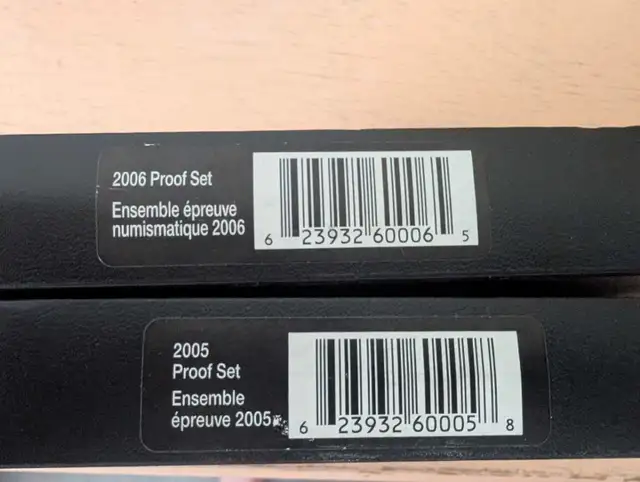 2006 Proof Set
Ensemble épreuve
numismatique 2006
6 23932 60006 5
2005
Proof Set
Ensemble
épreuve 2005
6 23932 60005 8